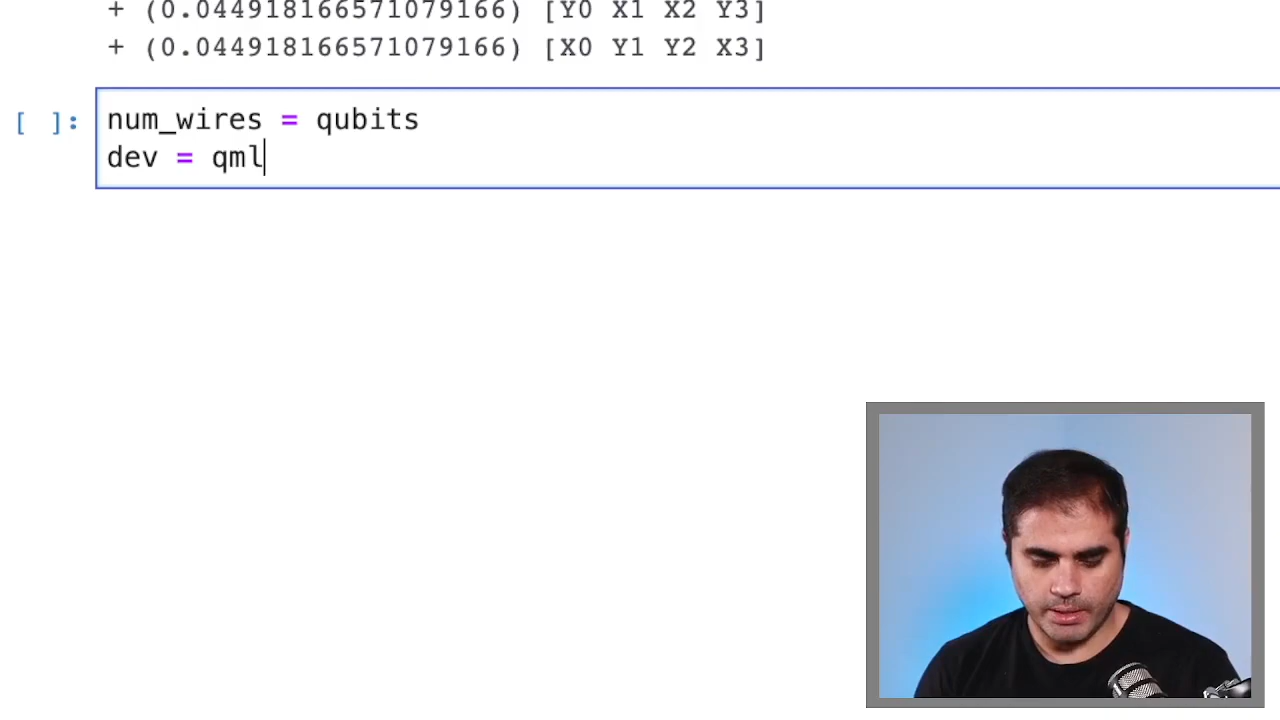 + (0.044918166571079166) [Y0 X1 X2 Y3]
+ (0.044918166571079166) [X0 Y1 Y2 X3]
[ ]: num_wires = qubits
dev = qml